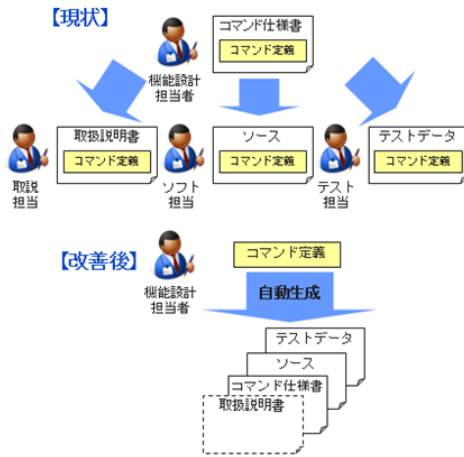 【現状】
コマンド仕様書
コマンド定義
機能設計
担当者
取扱説明書
コマンド定義
ソース
コマンド定義
テストデータ
コマンド定義
取説
担当
ソフト
担当
テスト
担当
【改善後】
コマンド定義
機能設計
担当者
自動生成
テストデータ
ソース
コマンド仕様書
取扱説明書